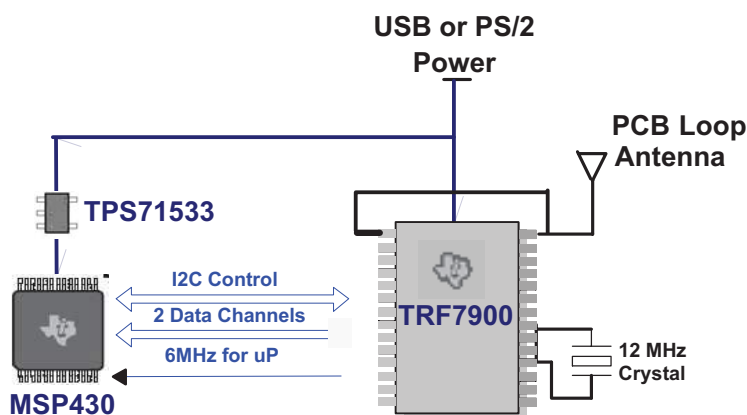 USB or PS/2
Power
PCB Loop
Antenna
TPS71533
I2C Control
2 Data Channels
TRF7900
6MHz for uP
12 MHz
Crystal
MSP430